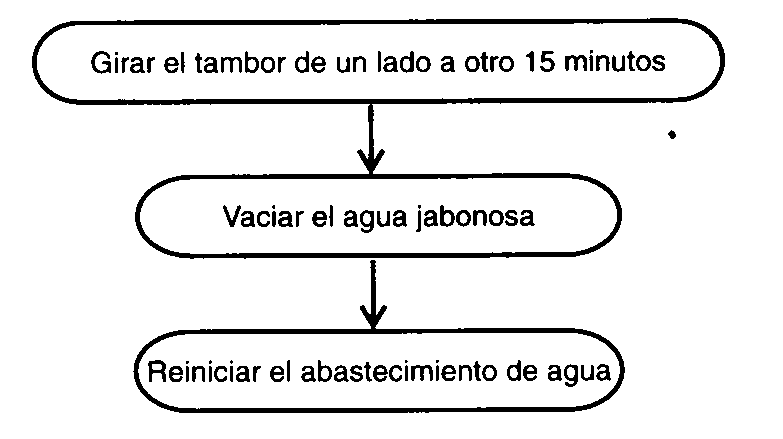 Girar el tambor de un lado a otro 15 minutos
Vaciar el agua jabonosa
Reiniciar el abastecimiento de agua